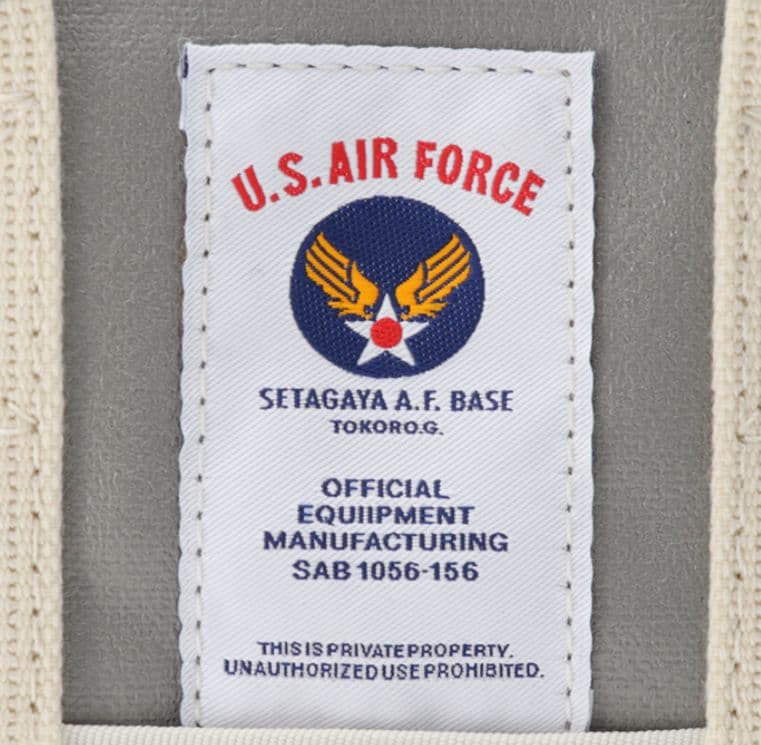 U.S. AIR FORCE
SETAGAYA A.F. BASE
TOKORO.G.
OFFICIAL
EQUIIPMENT
MANUFACTURING
SAB 1056-156
THIS IS PRIVATE PROPERTY.
UNAUTHORIZED USE PROHIBITED.